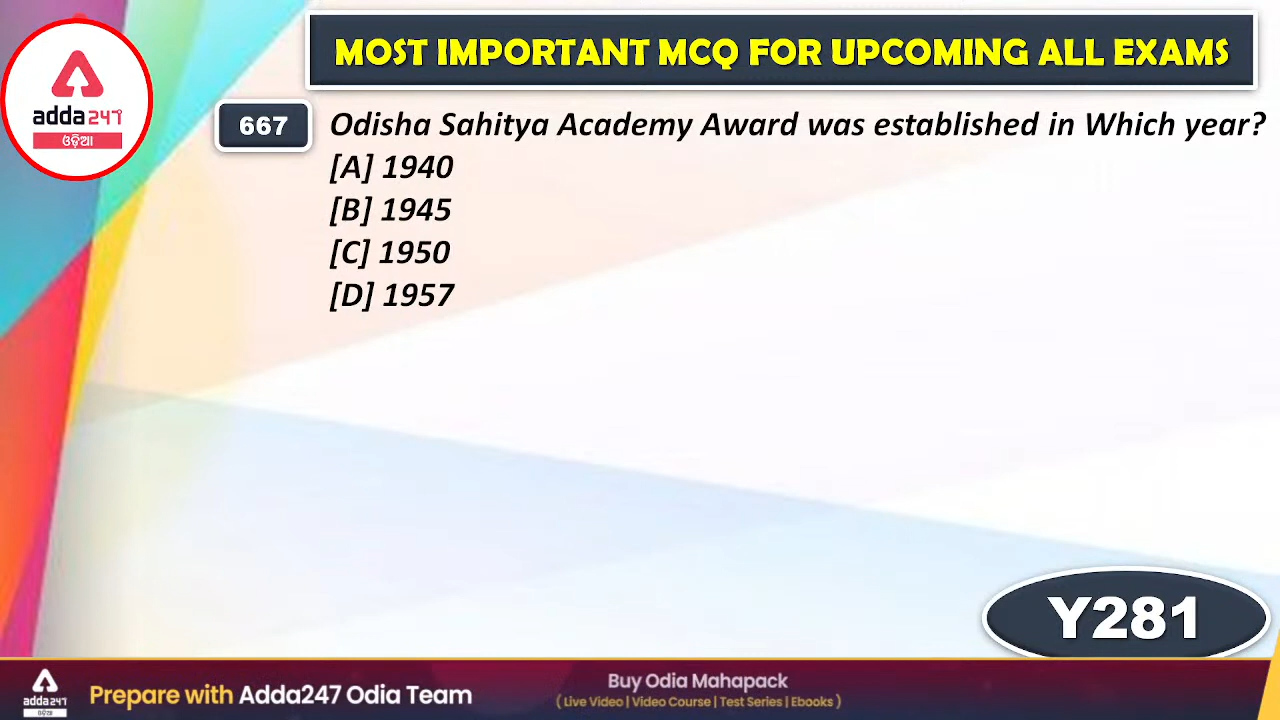 MOST IMPORTANT MCQ FOR UPCOMING ALL EXAMS
adda247
ଓଡ଼ିଆ
667
Odisha Sahitya Academy Award was established in Which year?
[A] 1940
[B] 1945
[C] 1950
[D] 1957
Y281
adda247
ଓଡ଼ିଆ
Prepare with Adda247 Odia Team
Buy Odia Mahapack
( Live Video | Video Course | Test Series | Ebooks )